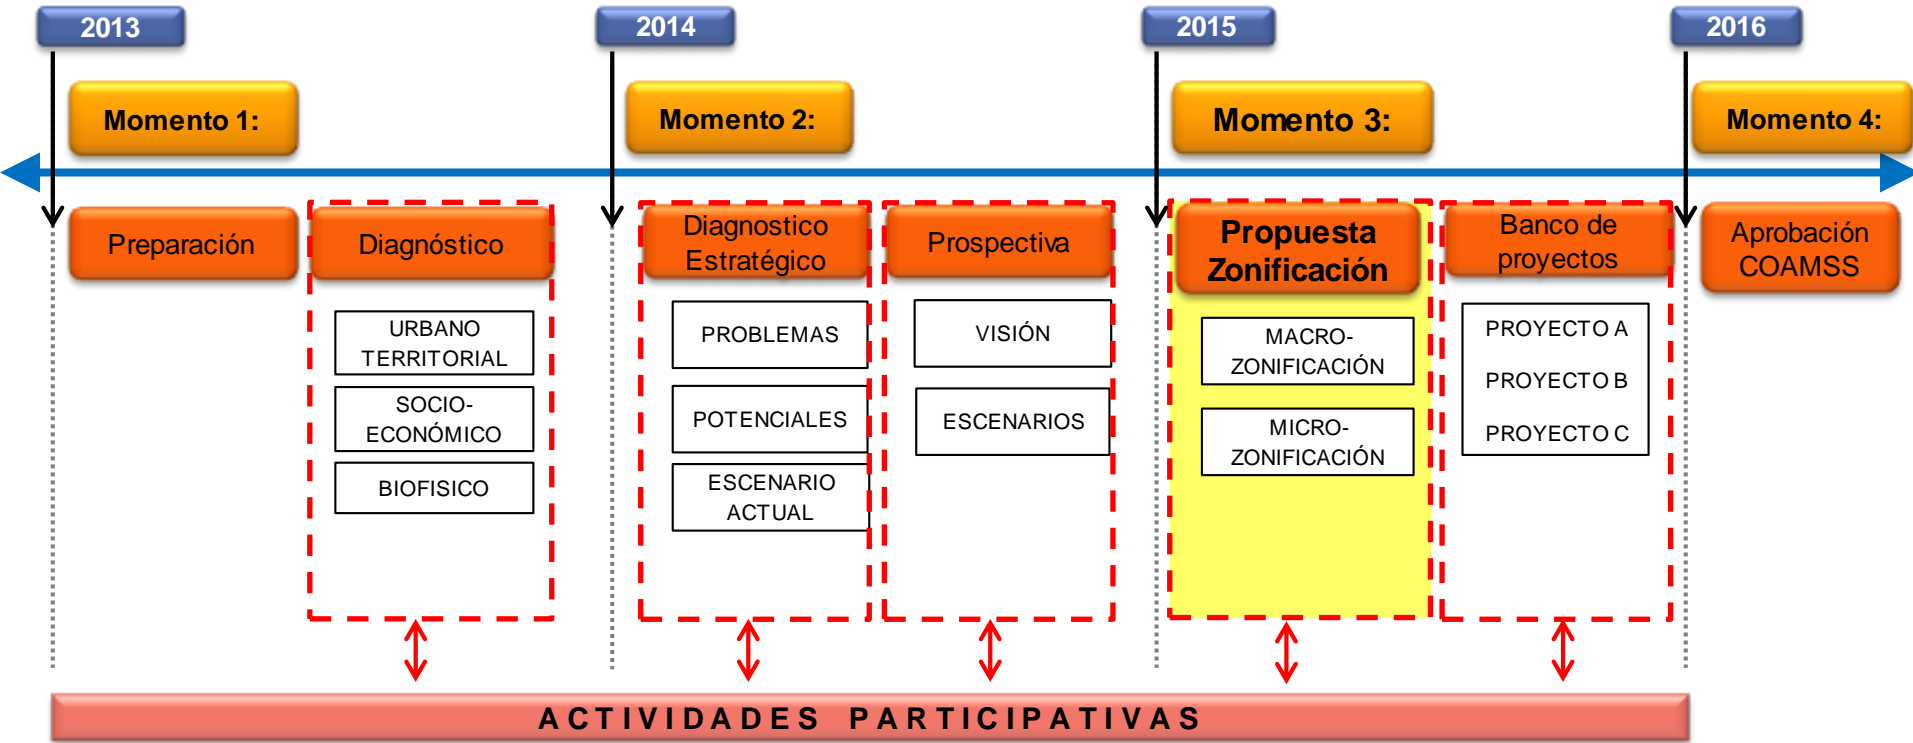 2013
2014
2015
2016
Momento 1:
Momento 2:
Momento 3:
Momento 4:
Preparación
Diagnóstico
URBANO
TERRITORIAL
SOCIO-
ECONÓMICO
BIOFISICO
Diagnostico
Estratégico
PROBLEMAS
POTENCIALES
ESCENARIO
ACTUAL
Prospectiva
VISIÓN
ESCENARIOS
Propuesta
Zonificación
MACRO-
ZONIFICACIÓN
MICRO-
ZONIFICACIÓN
Banco de
proyectos
PROYECTO A
PROYECTO B
PROYECTO C
Aprobación
COAMSS
ACTIVIDADES PARTICIPATIVAS